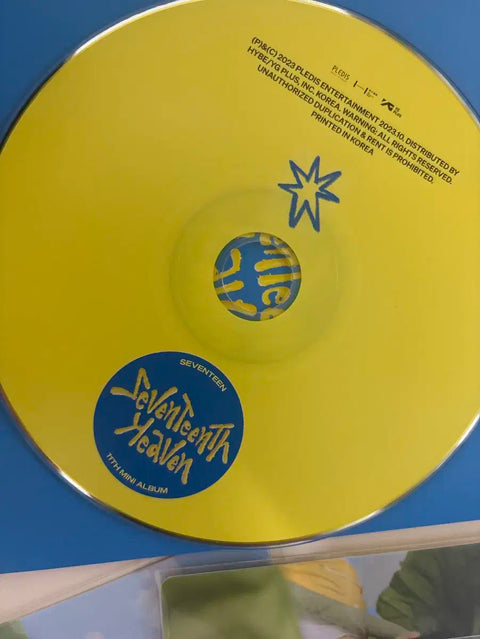 (P)&(C) 2023 PLEDIS ENTERTAINMENT 2023.10. DISTRIBUTED BY
HYBE/YG PLUS, INC. KOREA. WARNING: ALL RIGHTS RESERVED.
UNAUTHORIZED DUPLICATION & RENT IS PROHIBITED.
PRINTED IN KOREA
PLEDIS
SEVENTEEN
Seventeenth
Heaven
11TH MINI ALBUM